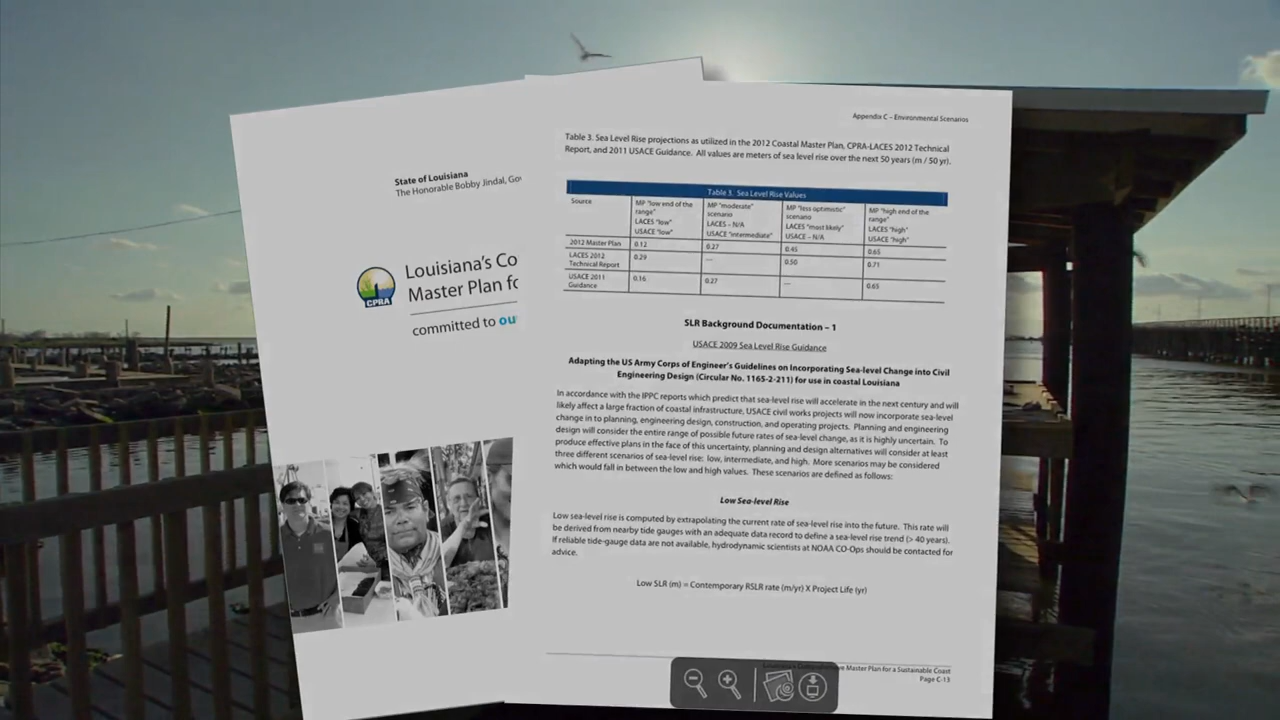 State of Louisiana
The Honorable Bobby Jindal, Gov
CPRA
Louisiana's Co
Master Plan fo
committed to ou
Appendix C – Environmental Scenarios
Table 3. Sea Level Rise projections as utilized in the 2012 Coastal Master Plan, CPRA-LACES 2012 Technical
Report, and 2011 USACE Guidance. All values are meters of sea level rise over the next 50 years (m / 50 yr).
Table 3. Sea Level Rise Values
Source
MP "low end of the
range"
LACES "low"
USACE "low"
MP "moderate"
scenario
LACES – N/A
USACE "intermediate"
MP "less optimistic"
scenario
LACES "most likely"
USACE – N/A
MP "high end of the
range"
LACES "high"
USACE "high"
2012 Master Plan 0.12 0.27 0.45 0.65
LACES 2012
Technical Report
0.29 --- 0.50 0.71
USACE 2011
Guidance
0.16 0.27 --- 0.65
SLR Background Documentation – 1
USACE 2009 Sea Level Rise Guidance
Adapting the US Army Corps of Engineer's Guidelines on Incorporating Sea-level Change into Civil
Engineering Design (Circular No. 1165-2-211) for use in coastal Louisiana
In accordance with the IPPC reports which predict that sea-level rise will accelerate in the next century and will
likely affect a large fraction of coastal infrastructure, USACE civil works projects will now incorporate sea-level
change in to planning, engineering design, construction, and operating projects. Planning and engineering
design will consider the entire range of possible future rates of sea-level change, as it is highly uncertain. To
produce effective plans in the face of this uncertainty, planning and design alternatives will consider at least
three different scenarios of sea-level rise: low, intermediate, and high. More scenarios may be considered
which would fall in between the low and high values. These scenarios are defined as follows:
Low Sea-level Rise
Low sea-level rise is computed by extrapolating the current rate of sea-level rise into the future. This rate will
be derived from nearby tide gauges with an adequate data record to define a sea-level rise trend (> 40 years).
If reliable tide-gauge data are not available, hydrodynamic scientists at NOAA CO-Ops should be contacted for
advice.
Low SLR (m) = Contemporary RSLR rate (m/yr) X Project Life (yr)
Master Plan for a Sustainable Coast
Page C-13